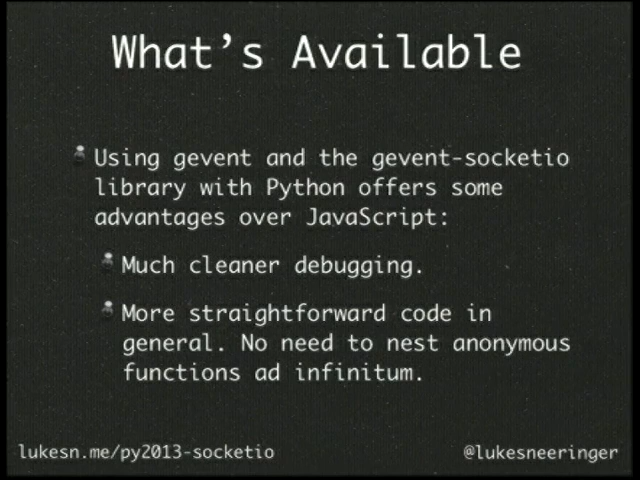 What’s Available
Using gevent and the gevent-socketio
library with Python offers some
advantages over JavaScript:
Much cleaner debugging.
More straightforward code in
general. No need to nest anonymous
functions ad infinitum.
lukesn.me/py2013-socketio
@lukesneeringer